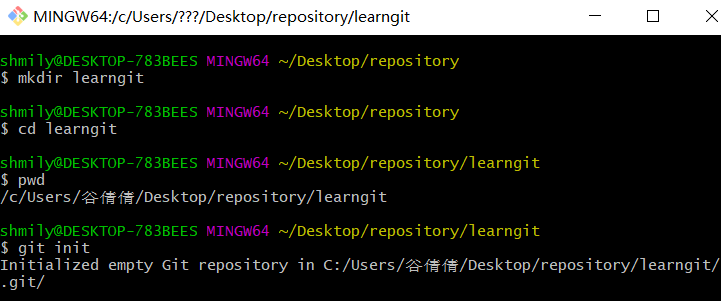 MINGW64:/c/Users/???/Desktop/repository/learngit
shmily@DESKTOP-783BEES MINGW64 ~/Desktop/repository
$ mkdir learngit
shmily@DESKTOP-783BEES MINGW64 ~/Desktop/repository
$ cd learngit
shmily@DESKTOP-783BEES MINGW64 ~/Desktop/repository/learngit
$ pwd
/c/Users/谷倩倩/Desktop/repository/learngit
shmily@DESKTOP-783BEES MINGW64 ~/Desktop/repository/learngit
$ git init
Initialized empty Git repository in C:/Users/谷倩倩/Desktop/repository/learngit/
.git/